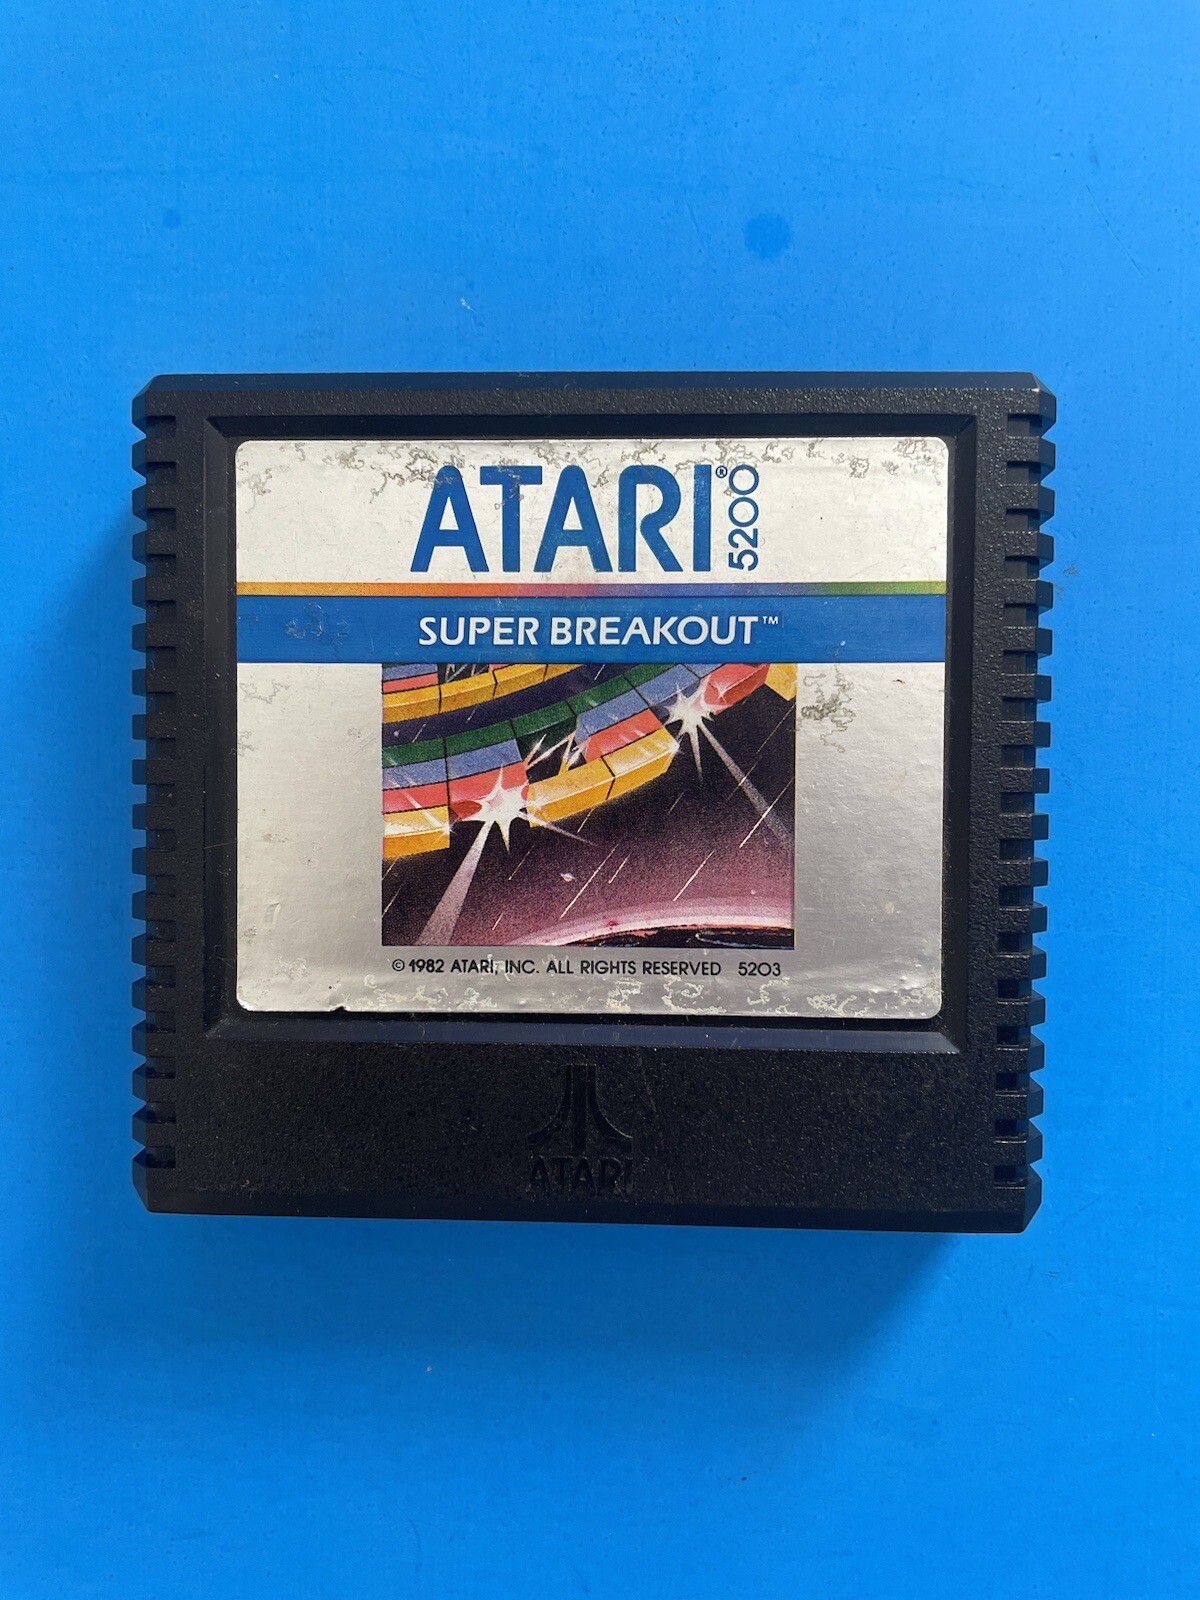 ATARI® 5200
SUPER BREAKOUT™
© 1982 ATARI, INC. ALL RIGHTS RESERVED 5203
ATARI